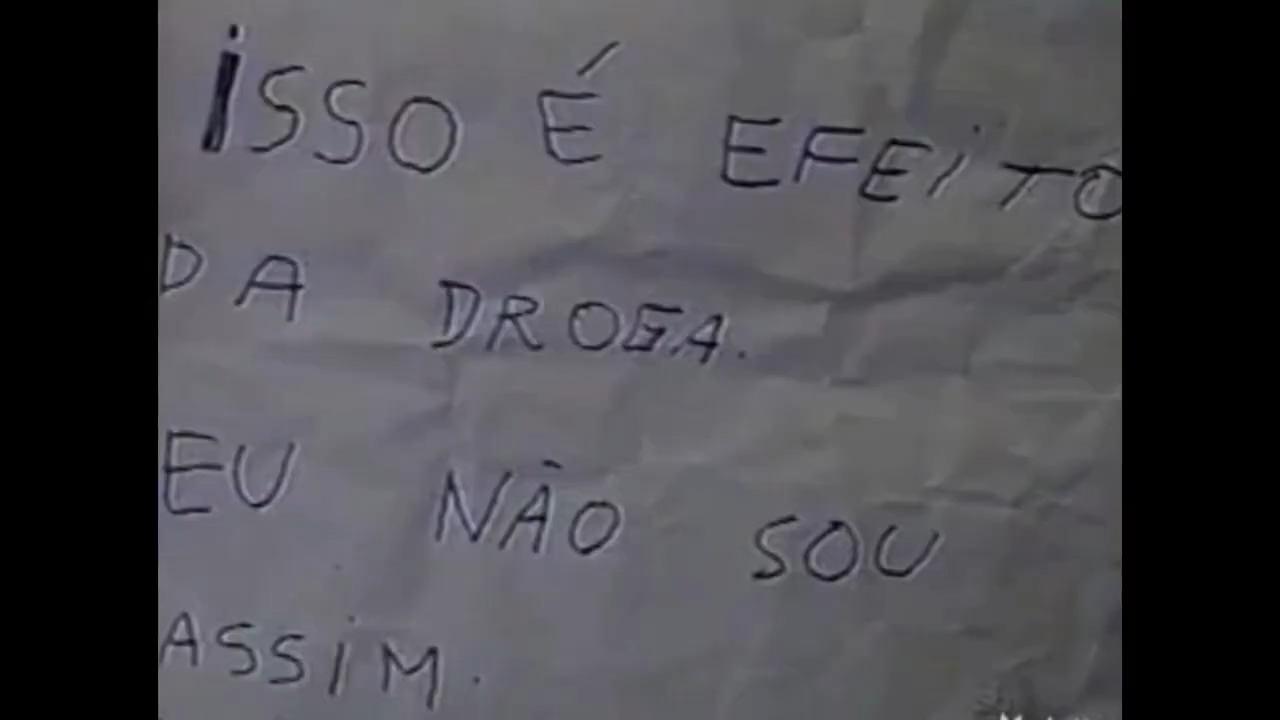 iSSO É EFEiTO
DA DROGA.
EU NÃO SOU
ASSiM.